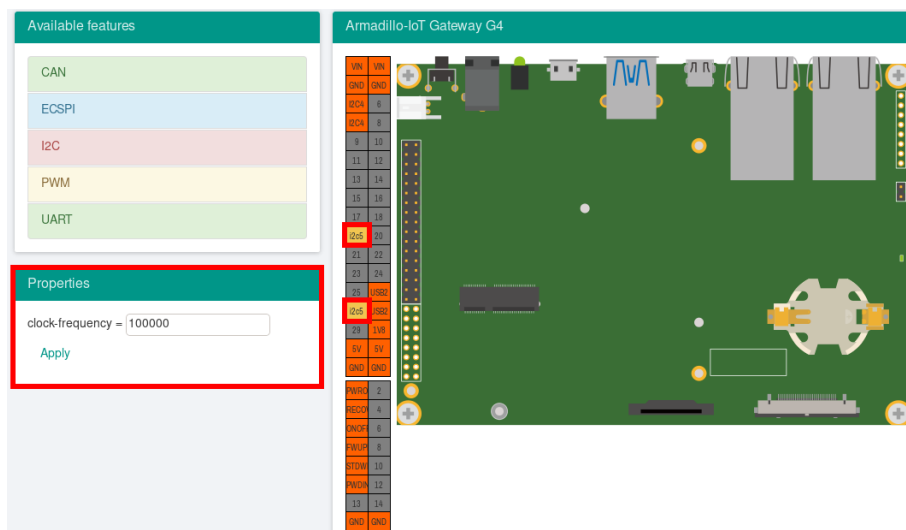 Available features
CAN
ECSPI
I2C
PWM
UART
Properties
clock-frequency = 100000
Apply
Armadillo-IoT Gateway G4
VIN VIN
GND GND
I2C4 6
I2C4 8
9 10
11 12
13 14
15 16
17 18
i2c5 20
21 22
23 24
25 USB2
i2c5 USB2
29 1V8
5V 5V
GND GND
PWRO 2
RECOV 4
ONOFF 6
FWUP 8
STDW 10
PWDIN 12
13 14
GND GND